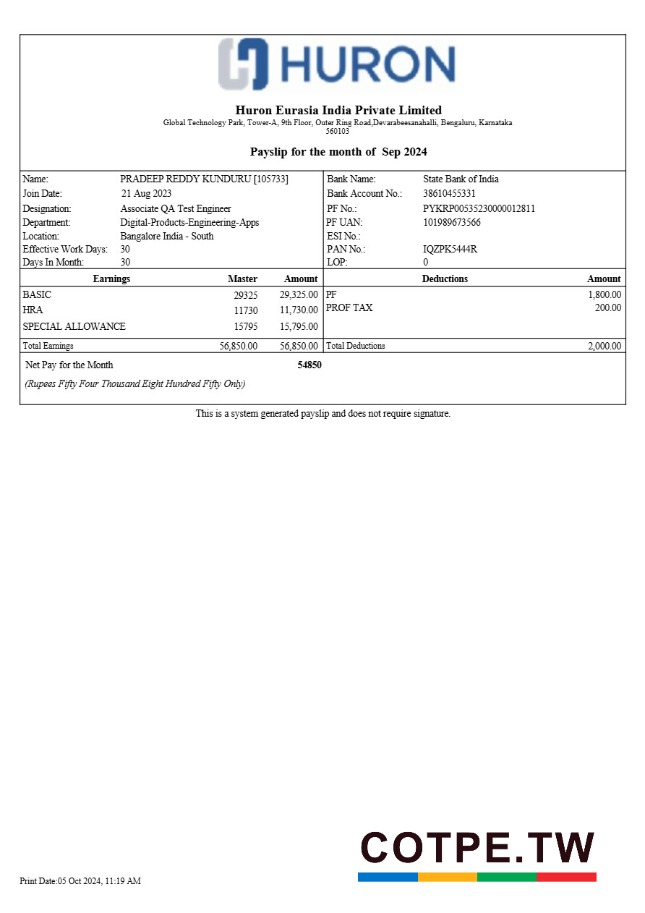 HURON
Huron Eurasia India Private Limited
Global Technology Park, Tower-A, 9th Floor, Outer Ring Road,Devarabeesanahalli, Bengaluru, Karnataka
560103
Payslip for the month of Sep 2024
Name: PRADEEP REDDY KUNDURU [105733] Bank Name: State Bank of India
Join Date: 21 Aug 2023 Bank Account No.: 38610455331
Designation: Associate QA Test Engineer PF No.: PYKRP00535230000012811
Department: Digital-Products-Engineering-Apps PF UAN: 101989673566
Location: Bangalore India - South ESI No.:
Effective Work Days: 30 PAN No.: IQZPK5444R
Days In Month: 30 LOP: 0
Earnings Master Amount Deductions Amount
BASIC 29325 29,325.00 PF 1,800.00
HRA 11730 11,730.00 PROF TAX 200.00
SPECIAL ALLOWANCE 15795 15,795.00
Total Earnings 56,850.00 56,850.00 Total Deductions 2,000.00
Net Pay for the Month 54850
(Rupees Fifty Four Thousand Eight Hundred Fifty Only)
This is a system generated payslip and does not require signature.
COTPE.TW
Print Date:05 Oct 2024, 11:19 AM